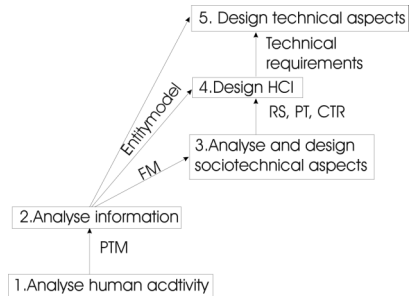 5. Design technical aspects
Technical
requirements
4.Design HCI
RS, PT, CTR
Entitymodel
3.Analyse and design
sociotechnical aspects
FM
2.Analyse information
PTM
1.Analyse human acdtivity